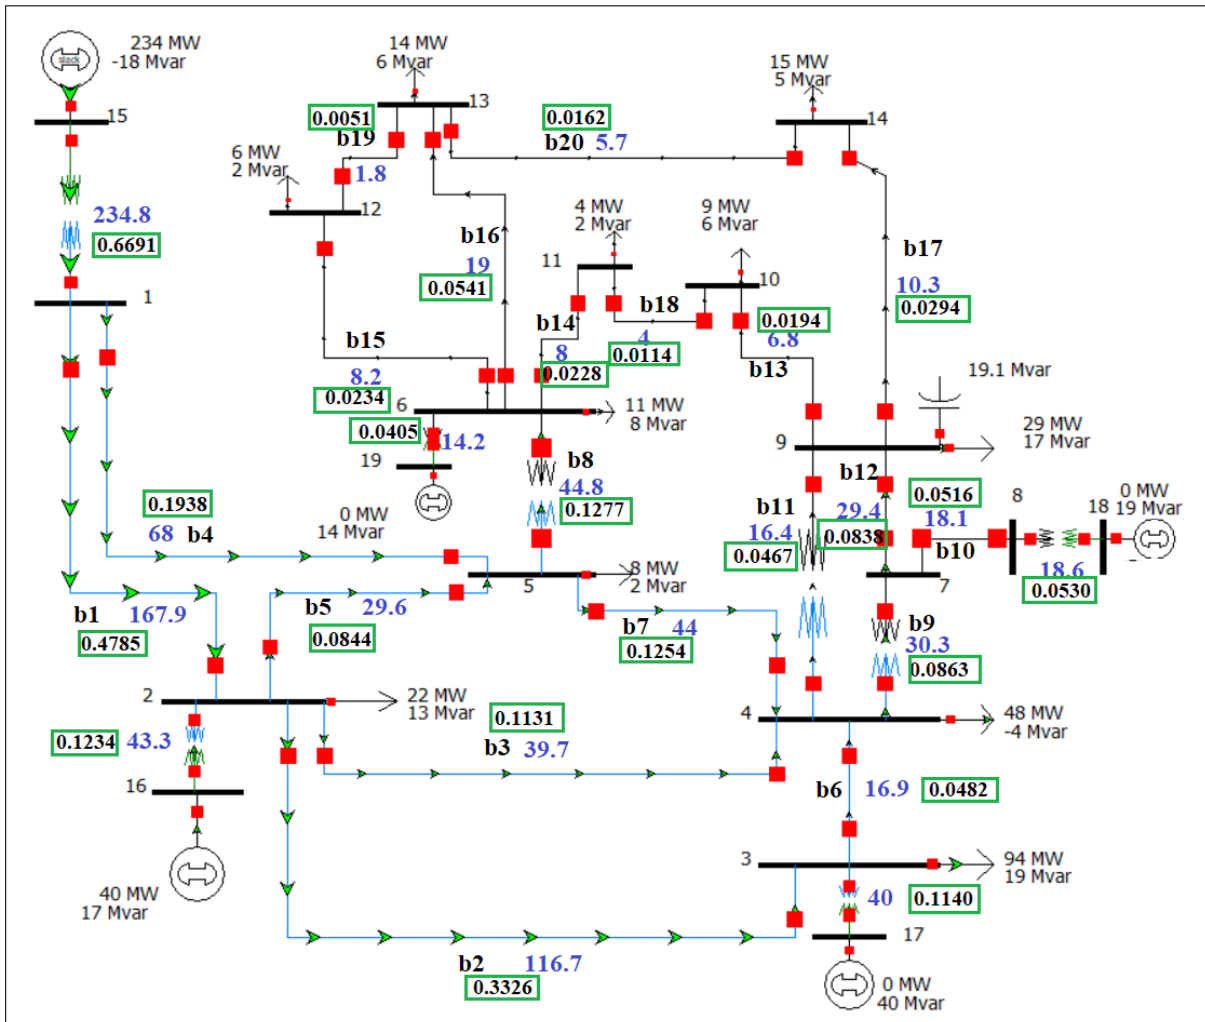 234 MW
-18 Mvar
slack
15
234.8
0.6691
1
14 MW
6 Mvar
0.0051
13
b19
1.8
0.0162
b20 5.7
15 MW
5 Mvar
14
6 MW
2 Mvar
12
b16
19
0.0541
4 MW
2 Mvar
11
9 MW
6 Mvar
10
b17
10.3
0.0294
b14
b18
8
4
0.0114
0.0228
0.0194
6.8
b13
b15
8.2
0.0234
6
11 MW
8 Mvar
0.0405
14.2
19
0 MW
14 Mvar
19.1 Mvar
29 MW
17 Mvar
9
b8
44.8
0.1277
b11
16.4
0.0467
b12
29.4
0.0838
0.0516
18.1
b10
8
18
0 MW
19 Mvar
18.6
0.0530
7
b9
30.3
0.0863
0.1938
68 b4
5
8 MW
2 Mvar
b1 167.9
0.4785
b5 29.6
0.0844
b7 44
0.1254
2
22 MW
13 Mvar
0.1131
b3 39.7
4
48 MW
-4 Mvar
0.1234 43.3
16
b6 16.9 0.0482
3
94 MW
19 Mvar
40 MW
17 Mvar
40 0.1140
17
b2 116.7
0.3326
0 MW
40 Mvar